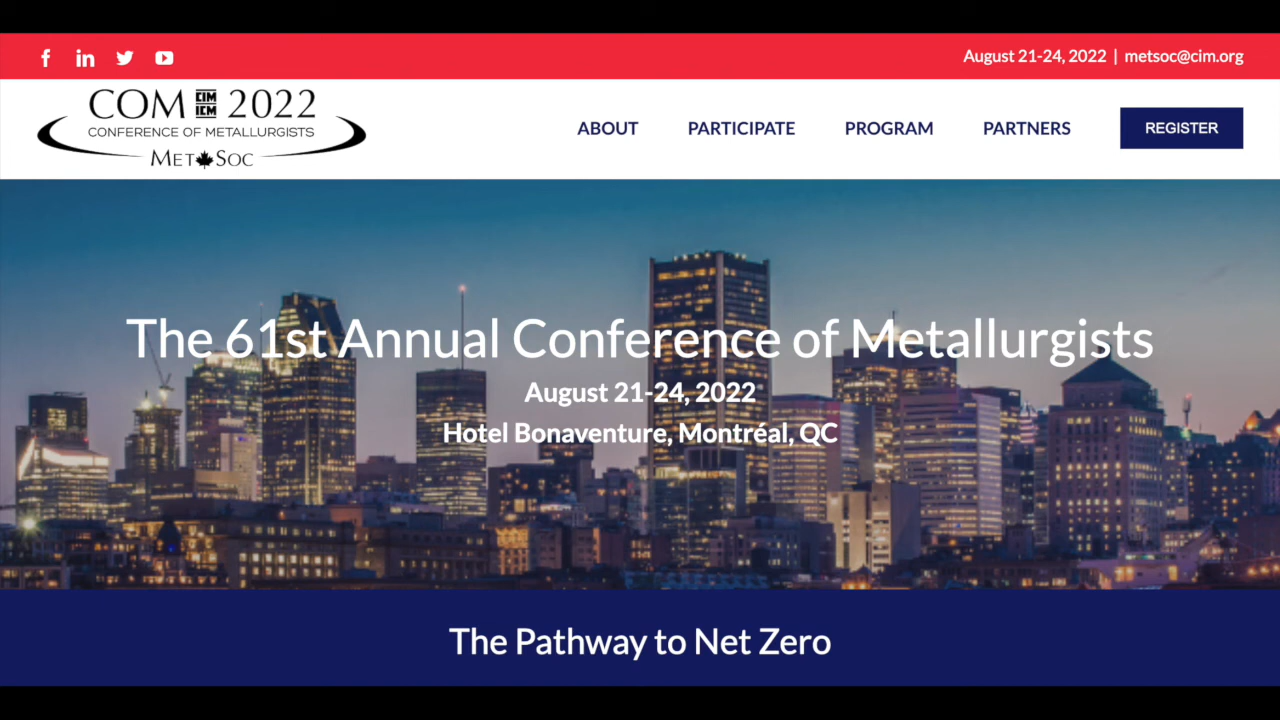 August 21-24, 2022 | metsoc@cim.org
COM CIM ICM 2022
CONFERENCE OF METALLURGISTS
MET SOC
ABOUT PARTICIPATE PROGRAM PARTNERS REGISTER
The 61st Annual Conference of Metallurgists
August 21-24, 2022
Hotel Bonaventure, Montréal, QC
The Pathway to Net Zero